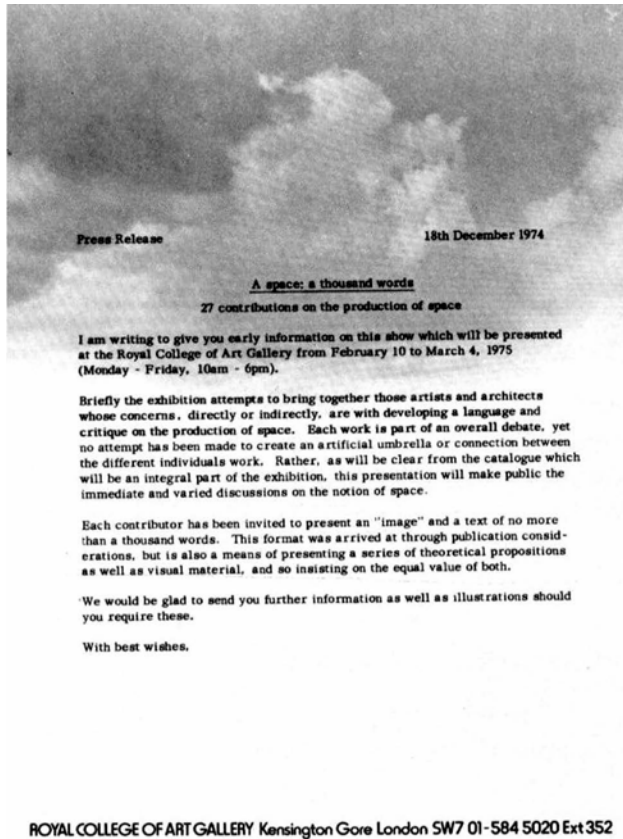 Press Release
18th December 1974
A space: a thousand words
27 contributions on the production of space
I am writing to give you early information on this show which will be presented
at the Royal College of Art Gallery from February 10 to March 4, 1975
(Monday - Friday, 10am - 6pm).
Briefly the exhibition attempts to bring together those artists and architects
whose concerns, directly or indirectly, are with developing a language and
critique on the production of space. Each work is part of an overall debate, yet
no attempt has been made to create an artificial umbrella or connection between
the different individuals work. Rather, as will be clear from the catalogue which
will be an integral part of the exhibition, this presentation will make public the
immediate and varied discussions on the notion of space.
Each contributor has been invited to present an "image" and a text of no more
than a thousand words. This format was arrived at through publication consid-
erations, but is also a means of presenting a series of theoretical propositions
as well as visual material, and so insisting on the equal value of both.
We would be glad to send you further information as well as illustrations should
you require these.
With best wishes,
ROYAL COLLEGE OF ART GALLERY Kensington Gore London SW7 01-584 5020 Ext 352